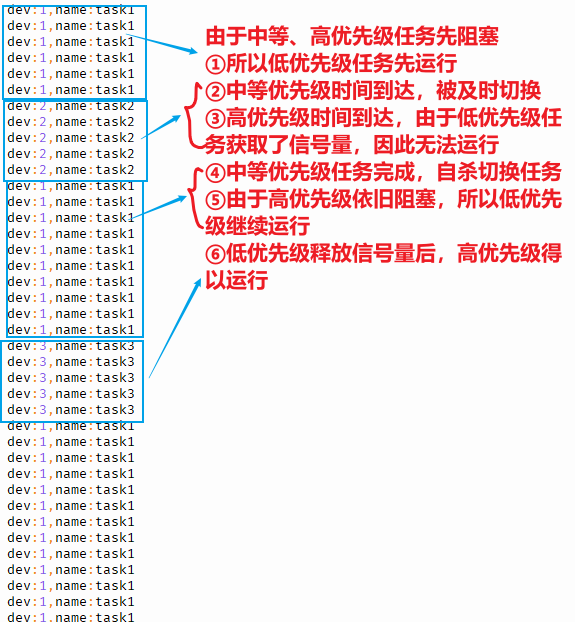 dev:1,name:task1
dev:1,name:task1
dev:1,name:task1
dev:1,name:task1
dev:1,name:task1
dev:1,name:task1
dev:2,name:task2
dev:2,name:task2
dev:2,name:task2
dev:2,name:task2
dev:2,name:task2
dev:1,name:task1
dev:1,name:task1
dev:1,name:task1
dev:1,name:task1
dev:1,name:task1
dev:1,name:task1
dev:1,name:task1
dev:1,name:task1
dev:1,name:task1
dev:1,name:task1
dev:3,name:task3
dev:3,name:task3
dev:3,name:task3
dev:3,name:task3
dev:3,name:task3
dev:1,name:task1
dev:1,name:task1
dev:1,name:task1
dev:1,name:task1
dev:1,name:task1
dev:1,name:task1
dev:1,name:task1
dev:1,name:task1
dev:1,name:task1
dev:1,name:task1
dev:1,name:task1
dev:1,name:task1
dev:1,name:task1
由于中等、高优先级任务先阻塞
①所以低优先级任务先运行
②中等优先级时间到达，被及时切换
③高优先级时间到达，由于低优先级任
务获取了信号量，因此无法运行
④中等优先级任务完成，自杀切换任务
⑤由于高优先级依旧阻塞，所以低优先
级继续运行
⑥低优先级释放信号量后，高优先级得
以运行